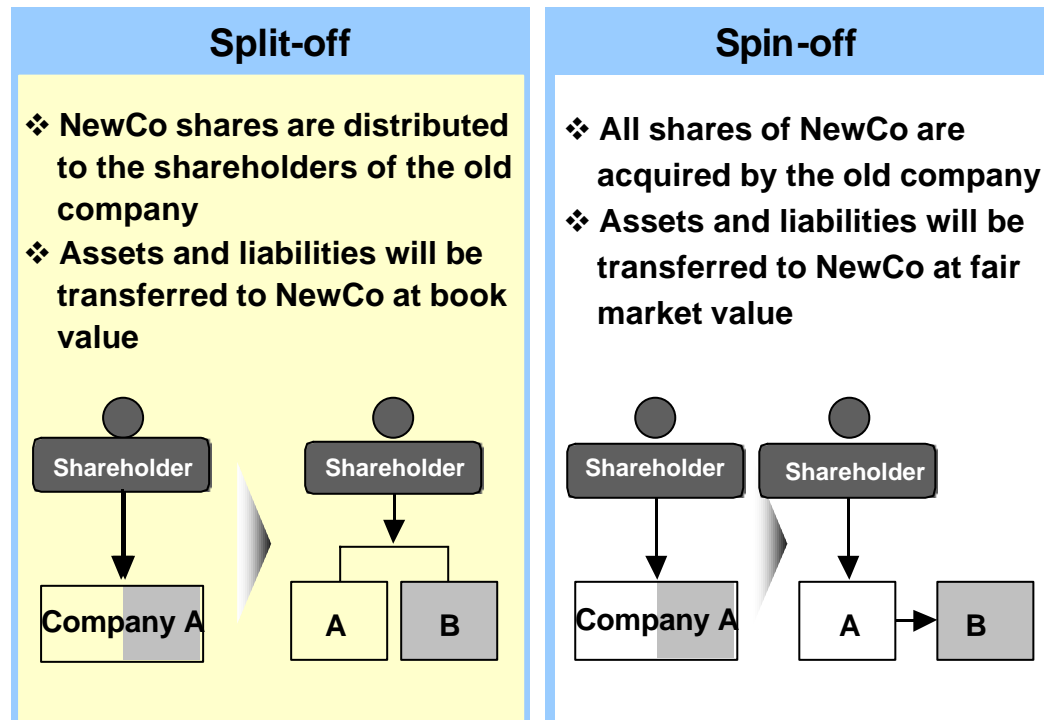 Split-off
❖ NewCo shares are distributed
to the shareholders of the old
company
❖ Assets and liabilities will be
transferred to NewCo at book
value
Shareholder
Shareholder
Company A
A
B
Spin-off
❖ All shares of NewCo are
acquired by the old company
❖ Assets and liabilities will be
transferred to NewCo at fair
market value
Shareholder
Shareholder
Company A
A
B